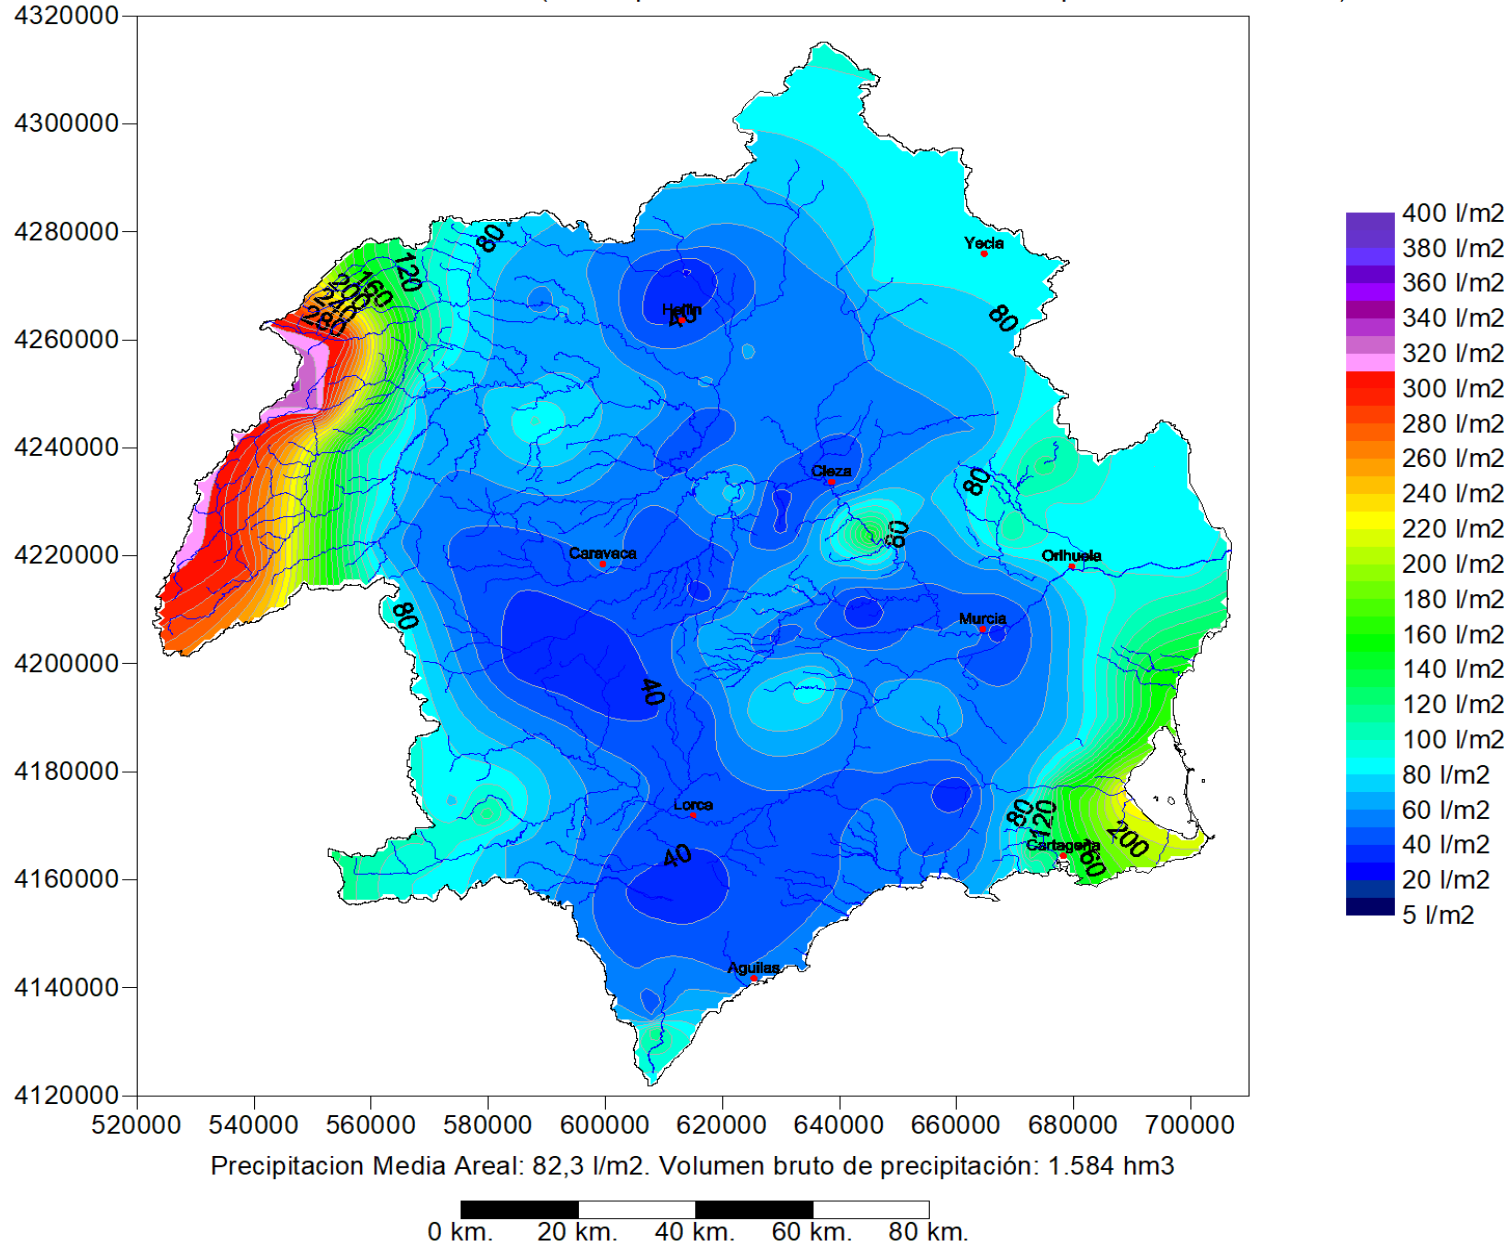 4320000
4300000
4280000
4260000
4240000
4220000
4200000
4180000
4160000
4140000
4120000
520000 540000 560000 580000 600000 620000 640000 660000 680000 700000
80
120
160
200
240
280
Yecla
80
Hellin
40
Cieza
80
60
Caravaca
Orihuela
80
Murcia
40
Lorca
80
120
200
Cartagena
160
40
Aguilas
400 l/m2
380 l/m2
360 l/m2
340 l/m2
320 l/m2
300 l/m2
280 l/m2
260 l/m2
240 l/m2
220 l/m2
200 l/m2
180 l/m2
160 l/m2
140 l/m2
120 l/m2
100 l/m2
80 l/m2
60 l/m2
40 l/m2
20 l/m2
5 l/m2
Precipitacion Media Areal: 82,3 l/m2. Volumen bruto de precipitación: 1.584 hm3
0 km. 20 km. 40 km. 60 km. 80 km.